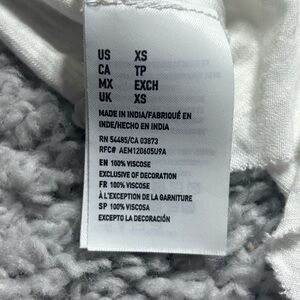 US XS
CA TP
MX EXCH
UK XS
MADE IN INDIA/FABRIQUÉ EN
INDE/HECHO EN INDIA
RN 54485/CA 03873
RFC# AEM120605U9A
EN 100% VISCOSE
EXCLUSIVE OF DECORATION
FR 100% VISCOSE
À L'EXCEPTION DE LA GARNITURE
SP 100% VISCOSA
EXCEPTO LA DECORACIÓN